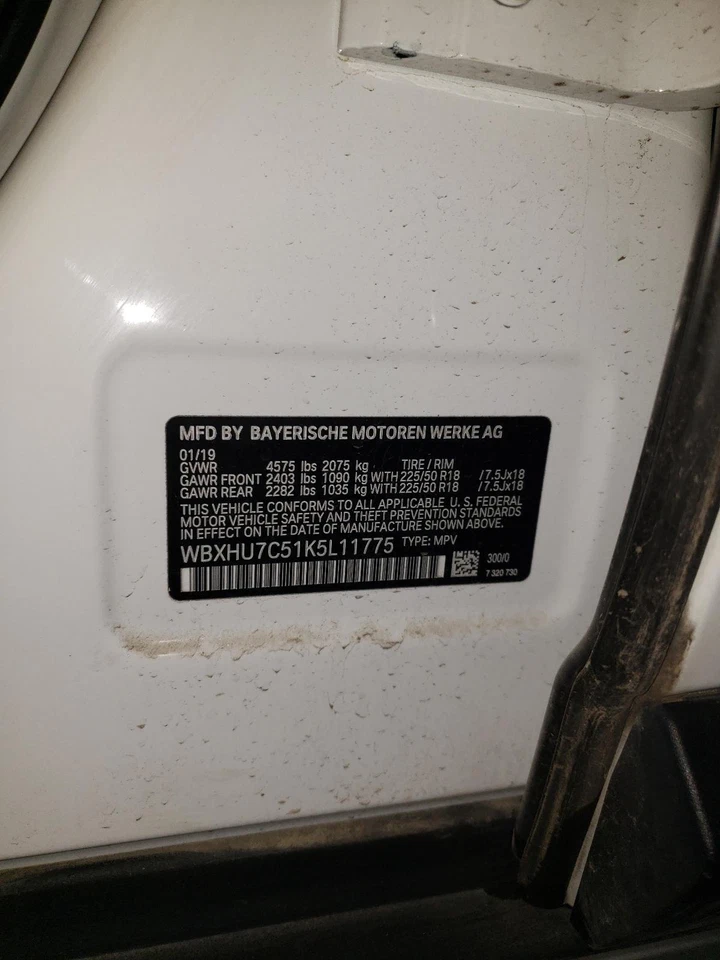 MFD BY BAYERISCHE MOTOREN WERKE AG
01/19
GVWR 4575 lbs 2075 kg TIRE / RIM
GAWR FRONT 2403 lbs 1090 kg WITH 225/50 R18 /7.5Jx18
GAWR REAR 2282 lbs 1035 kg WITH 225/50 R18 /7.5Jx18
THIS VEHICLE CONFORMS TO ALL APPLICABLE U.S. FEDERAL
MOTOR VEHICLE SAFETY AND THEFT PREVENTION STANDARDS
IN EFFECT ON THE DATE OF MANUFACTURE SHOWN ABOVE.
WBXHU7C51K5L11775 TYPE: MPV
300/0
7 320 730